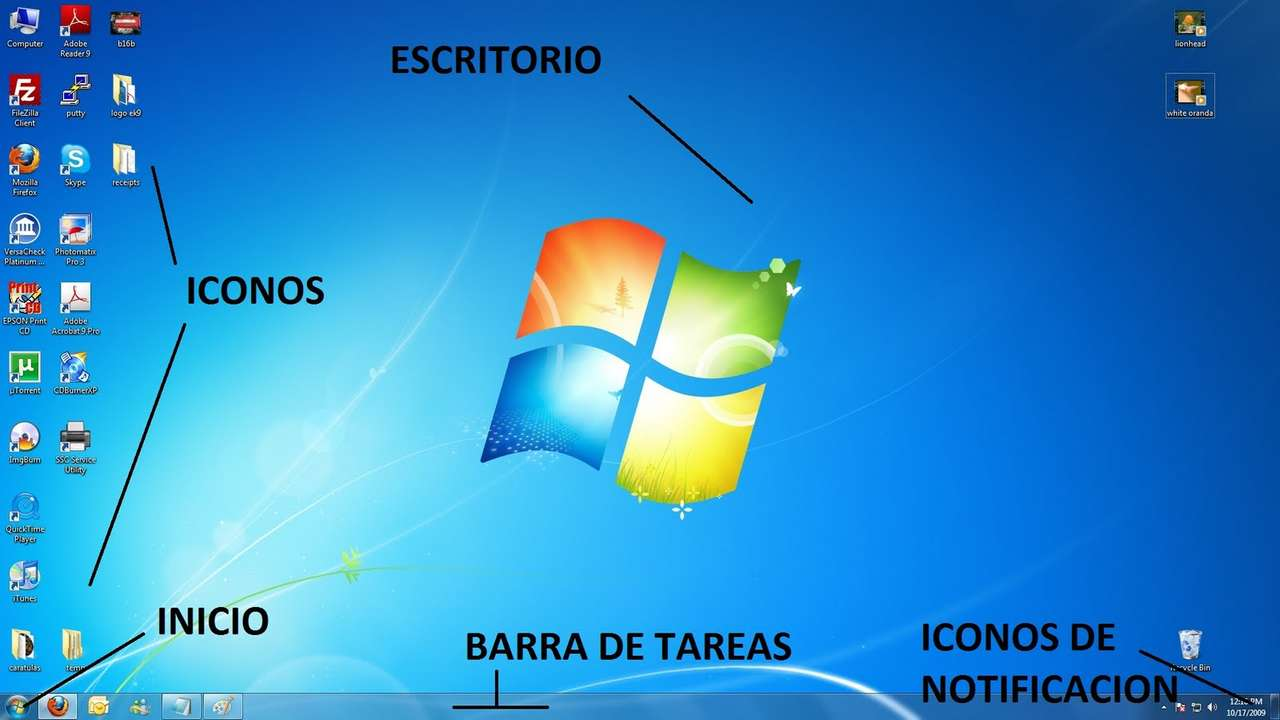 Computer
Adobe
Reader 9
b16b
lionhead
ESCRITORIO
FileZilla
Client
putty
logo ek9
white oranda
Mozilla
Firefox
Skype
receipts
VersaCheck
Platinum ...
Photomatix
Pro 3
ICONOS
EPSON Print
CD
Adobe
Acrobat 9 Pro
µTorrent
CDBurnerXP
ImgBurn
SSC Service
Utility
QuickTime
Player
iTunes
INICIO
BARRA DE TAREAS
ICONOS DE
NOTIFICACION
caratulas
temp
Recycle Bin
PM
10/17/2009